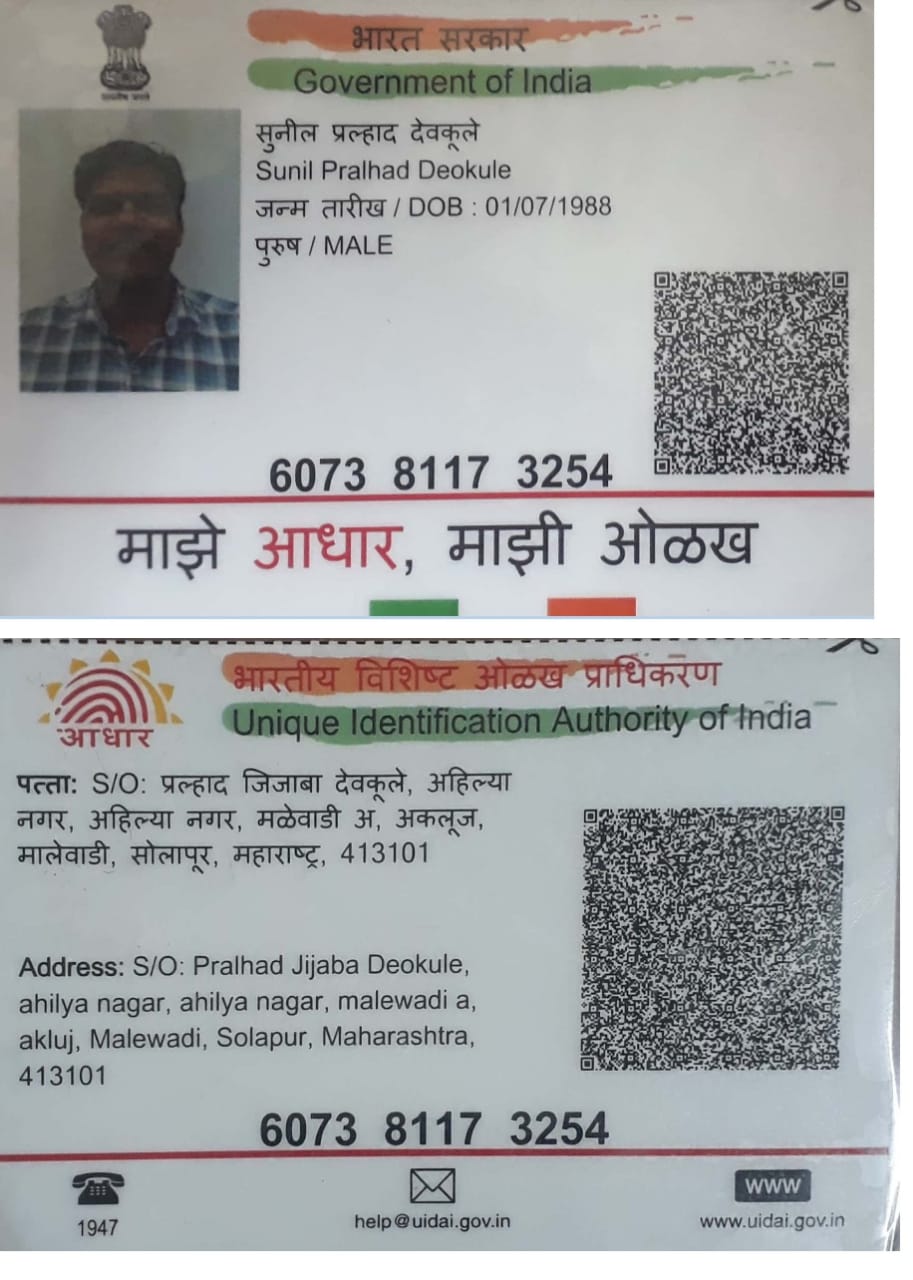 भारत सरकार
Government of India
सुनील प्रल्हाद देवकूले
Sunil Pralhad Deokule
जन्म तारीख / DOB : 01/07/1988
पुरुष / MALE
6073 8117 3254
माझे आधार, माझी ओळख
भारतीय विशिष्ट ओळख प्राधिकरण
Unique Identification Authority of India
आधार
पत्ता: S/O: प्रल्हाद जिजाबा देवकूले, अहिल्या
नगर, अहिल्या नगर, मळेवाडी अ, अकलूज,
मालेवाडी, सोलापूर, महाराष्ट्र, 413101
Address: S/O: Pralhad Jijaba Deokule,
ahilya nagar, ahilya nagar, malewadi a,
akluj, Malewadi, Solapur, Maharashtra,
413101
6073 8117 3254
1947
help@uidai.gov.in
www
www.uidai.gov.in